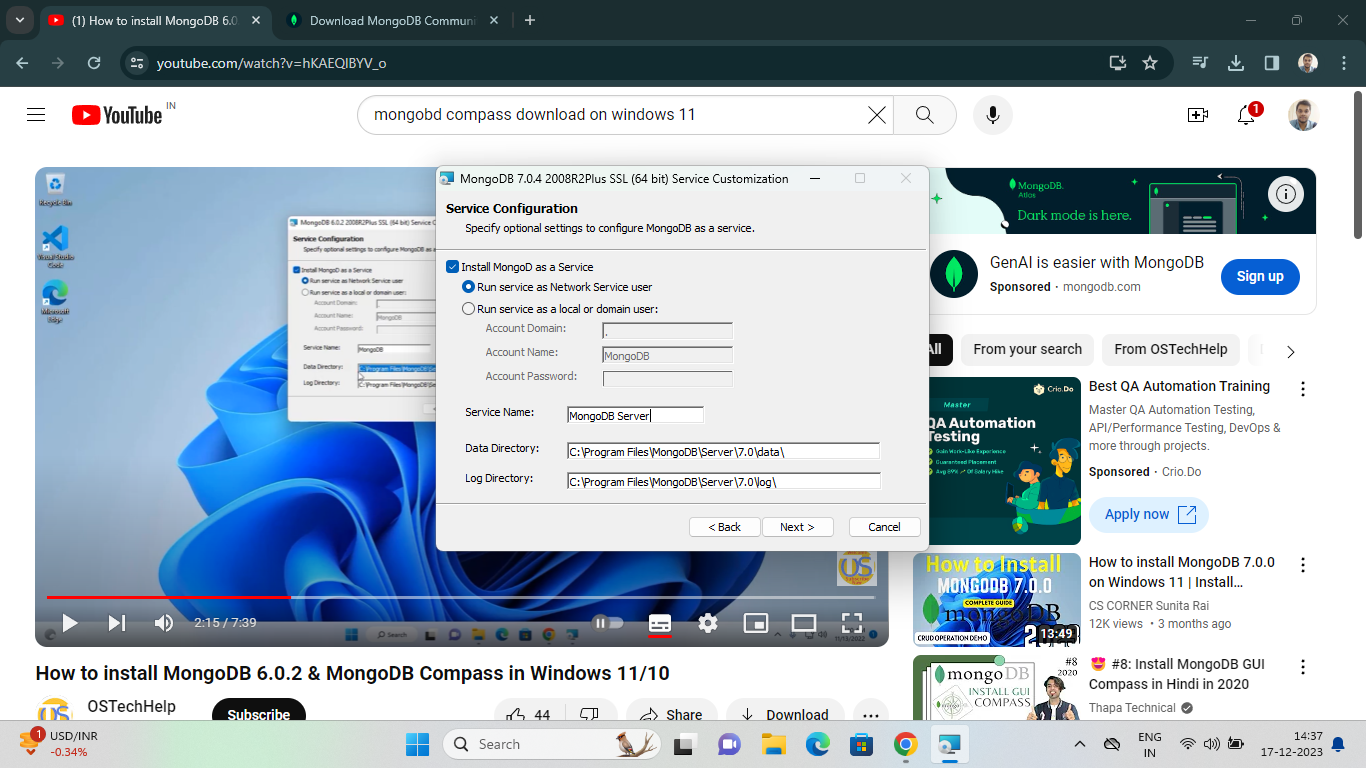 (1) How to install MongoDB 6.0
Download MongoDB Communi
youtube.com/watch?v=hKAEQIBYV_o
YouTube IN
mongobd compass download on windows 11
1
Recycle Bin
Visual Studio Code
Microsoft Edge
MongoDB 6.0.2 2008R2Plus SSL (64 bit) Service C
Service Configuration
Specify optional settings to configure MongoDB as a
Install MongoD as a Service
Run service as Network Service user
Run service as a local or domain user:
Account Domain:
Account Name: MongoDB
Account Password:
Service Name: MongoDB
Data Directory: C:\Program Files\MongoDB\Se
Log Directory: C:\Program Files\MongoDB\Se
MongoDB 7.0.4 2008R2Plus SSL (64 bit) Service Customization
Service Configuration
Specify optional settings to configure MongoDB as a service.
Install MongoD as a Service
Run service as Network Service user
Run service as a local or domain user:
Account Domain: .
Account Name: MongoDB
Account Password:
Service Name: MongoDB Server
Data Directory: C:\Program Files\MongoDB\Server\7.0\data\
Log Directory: C:\Program Files\MongoDB\Server\7.0\log\
< Back Next > Cancel
OS
2:15 / 7:39
Search
11/13/2022
How to install MongoDB 6.0.2 & MongoDB Compass in Windows 11/10
OSTechHelp
Subscribe
44
Share
Download
MongoDB.
Atlas
Dark mode is here.
GenAI is easier with MongoDB
Sponsored · mongodb.com
Sign up
All
From your search
From OSTechHelp
Crio.Do
Master
QA Automation
Testing
Gain Work-Like Experience
Guaranteed Placement
Best QA Automation Training
Master QA Automation Testing,
API/Performance Testing, DevOps &
more through projects.
Sponsored · Crio.Do
Apply now
How to Install
MONGODB 7.0.0
COMPLETE GUIDE
mongoDB
CRUD OPERATION DEMO
13:49
How to install MongoDB 7.0.0
on Windows 11 | Install...
CS CORNER Sunita Rai
12K views • 3 months ago
mongoDB
INSTALL GUI
COMPASS
#8
2020
😍 #8: Install MongoDB GUI
Compass in Hindi in 2020
Thapa Technical
1
USD/INR
-0.34%
Search
ENG
IN
14:37
17-12-2023